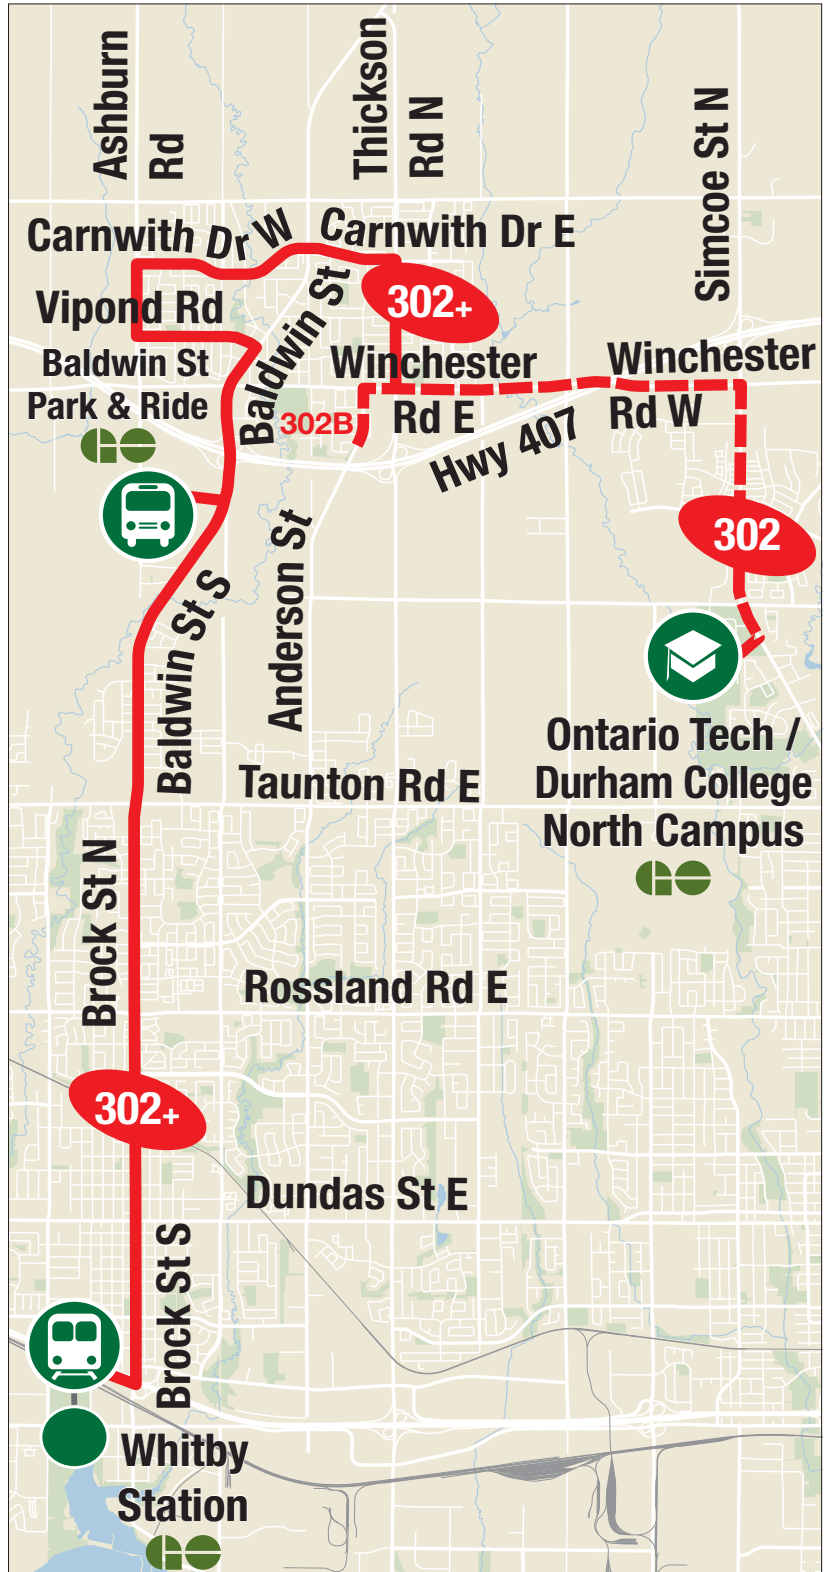 Ashburn
Rd
Thickson
Rd N
Simcoe St N
Carnwith Dr W
Carnwith Dr E
Vipond Rd
Baldwin St
302+
Baldwin St
Park & Ride
Winchester
Rd E
Winchester
Rd W
302B
Hwy 407
302
Anderson St
Baldwin St S
Ontario Tech /
Durham College
North Campus
Taunton Rd E
Brock St N
Rossland Rd E
302+
Dundas St E
Brock St S
Whitby
Station